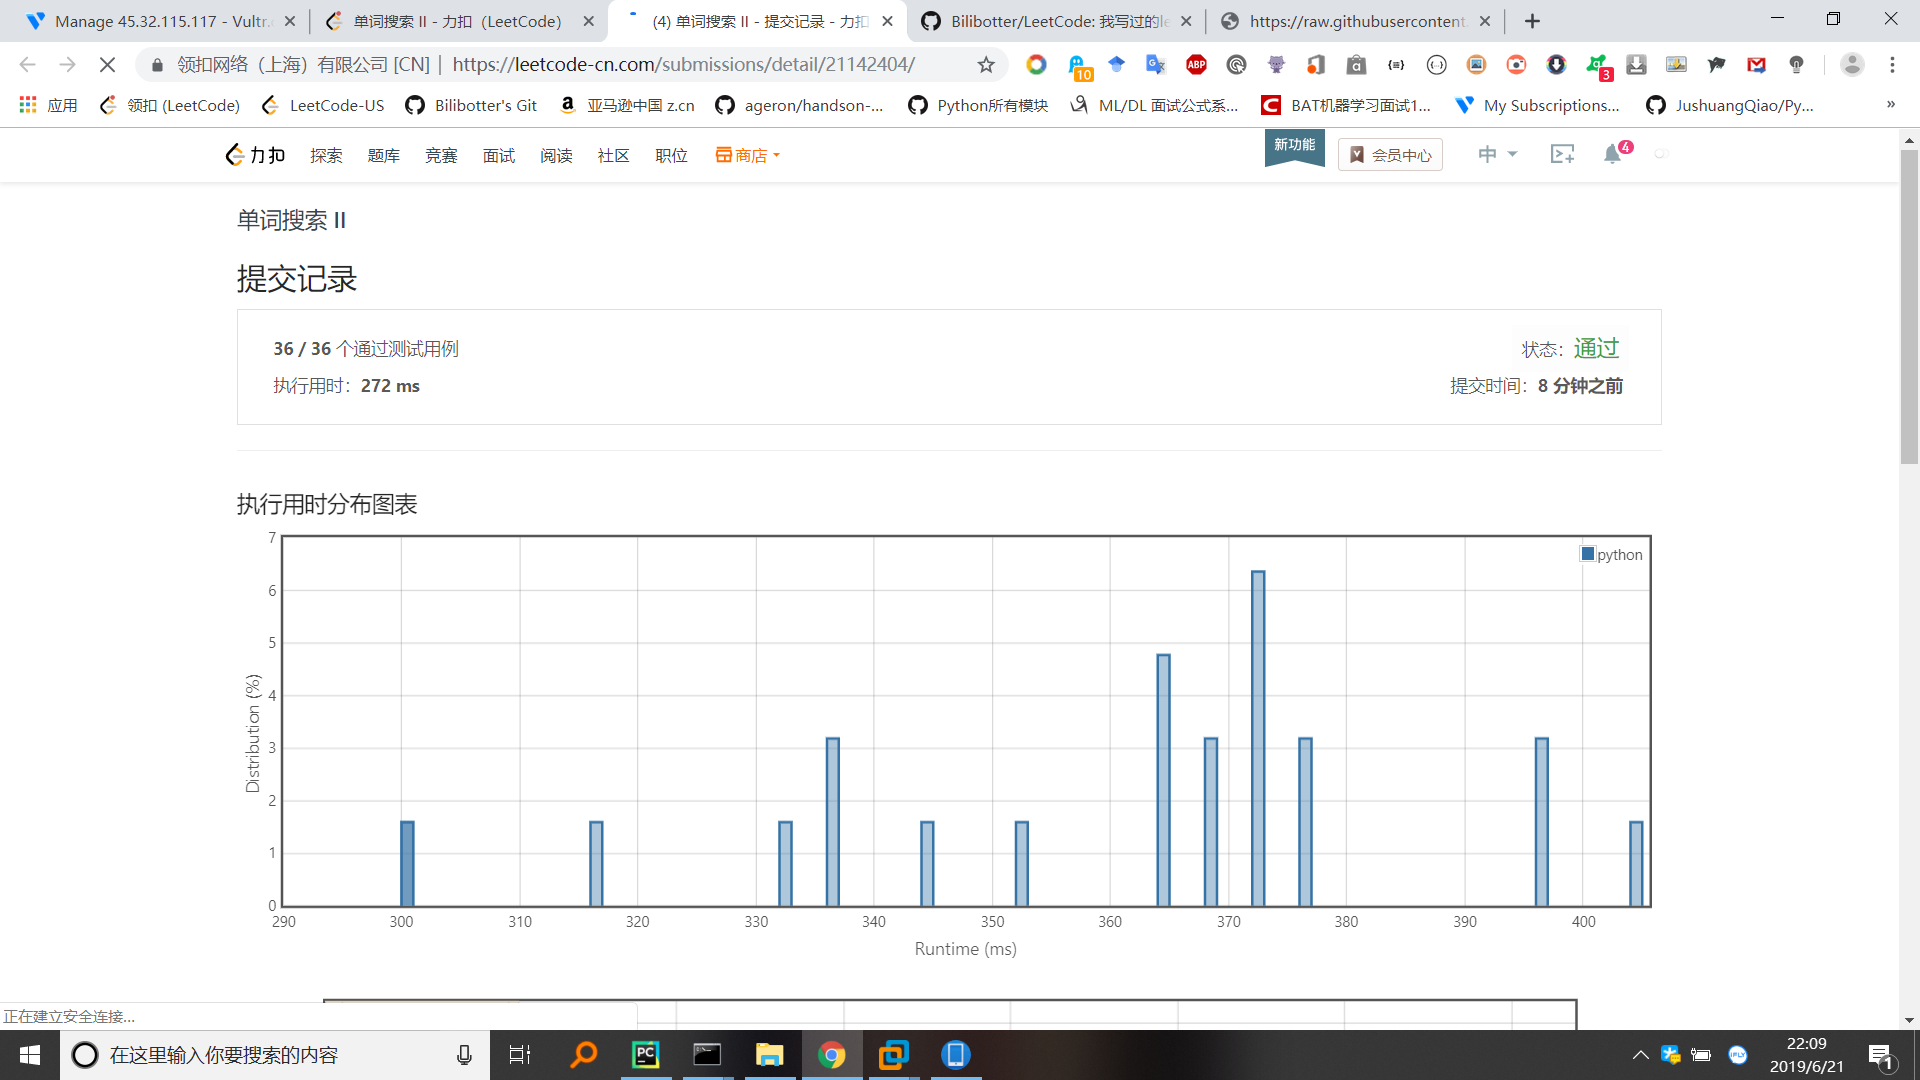 Manage 45.32.115.117 - Vultr.c
单词搜索 II - 力扣（LeetCode）
(4) 单词搜索 II - 提交记录 - 力扣
Bilibotter/LeetCode: 我写过的le
https://raw.githubusercontent.
领扣网络（上海）有限公司 [CN] | https://leetcode-cn.com/submissions/detail/21142404/
10
ABP
3
应用
领扣 (LeetCode)
LeetCode-US
Bilibotter's Git
亚马逊中国 z.cn
ageron/handson-...
Python所有模块
ML/DL 面试公式系...
BAT机器学习面试1...
My Subscriptions...
JushuangQiao/Py...
»
力扣 探索 题库 竞赛 面试 阅读 社区 职位 商店
新功能
会员中心
中
4
单词搜索 II
提交记录
36 / 36 个通过测试用例
状态：通过
执行用时：272 ms
提交时间：8 分钟之前
执行用时分布图表
python
7
6
5
4
3
2
1
0
Distribution (%)
290 300 310 320 330 340 350 360 370 380 390 400
Runtime (ms)
正在建立安全连接...
在这里输入你要搜索的内容
PC
iFLY
22:09
2019/6/21
1